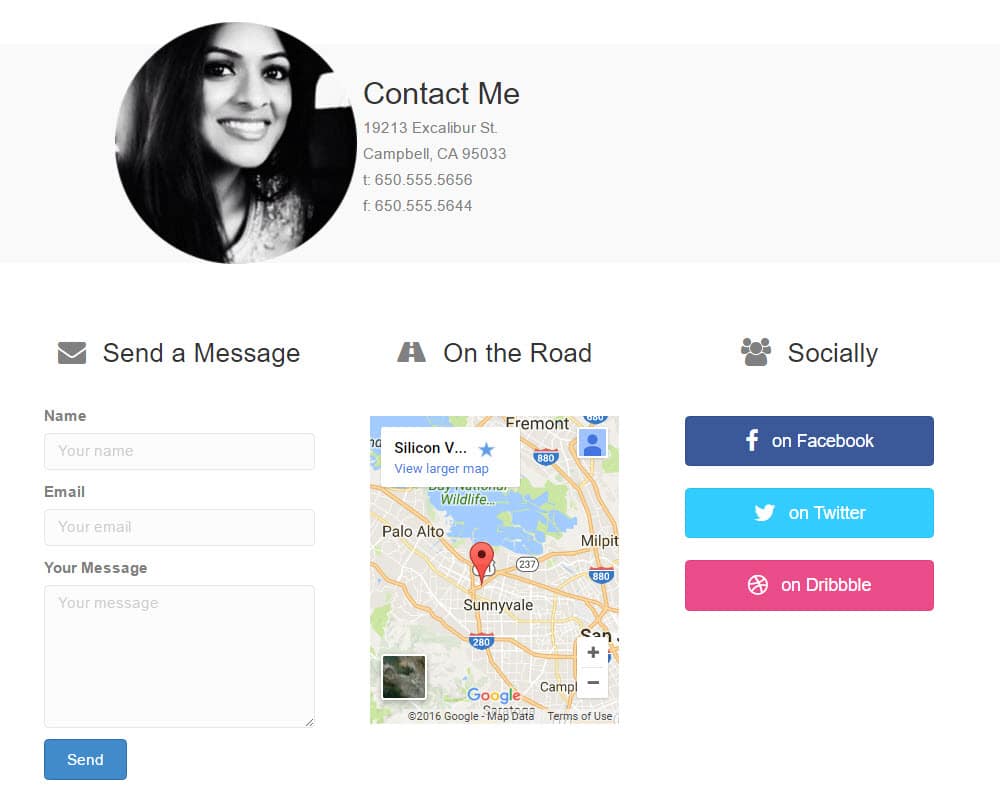 Contact Me
19213 Excalibur St.
Campbell, CA 95033
t: 650.555.5656
f: 650.555.5644
Send a Message
Name
Your name
Email
Your email
Your Message
Your message
Send
On the Road
Silicon V...
View larger map
Fremont
880
880
Wildlife...
Palo Alto
Milpit
237
880
Sunnyvale
280
San
Campl
+
−
Google
Saratoga
©2016 Google - Map Data
Terms of Use
Socially
on Facebook
on Twitter
on Dribbble